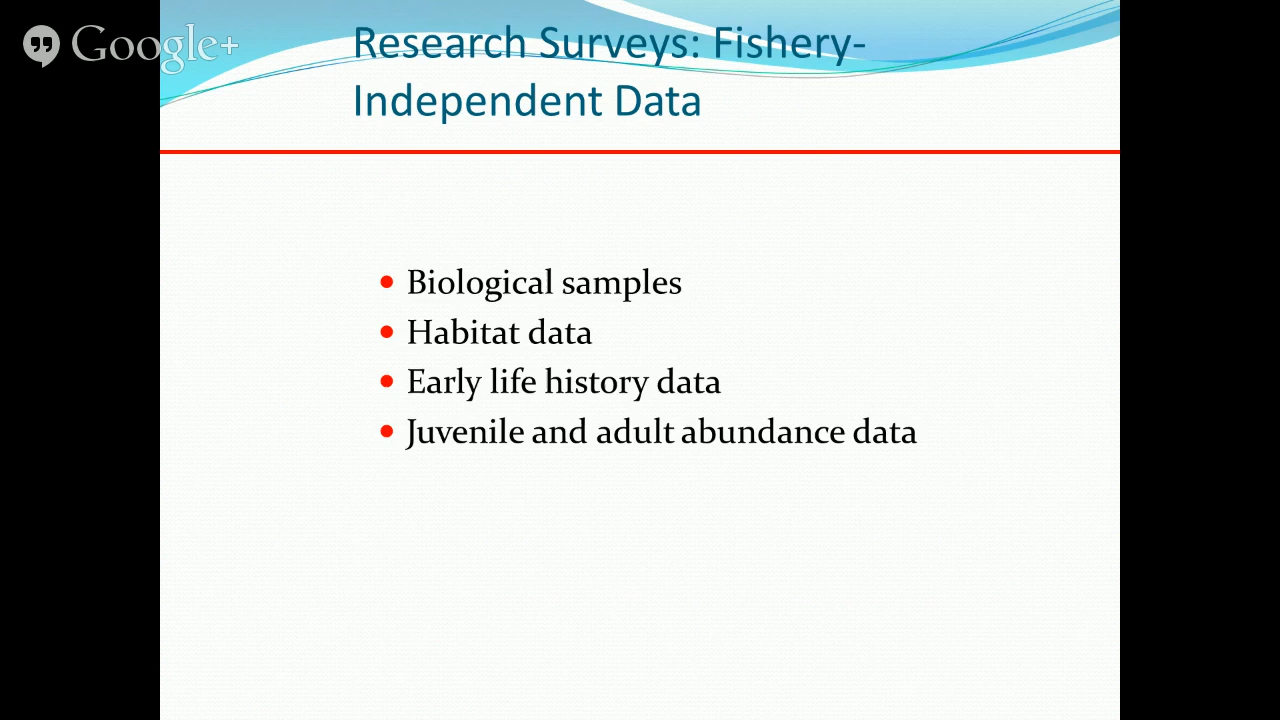 Google+
Research Surveys: Fishery-
Independent Data
Biological samples
Habitat data
Early life history data
Juvenile and adult abundance data